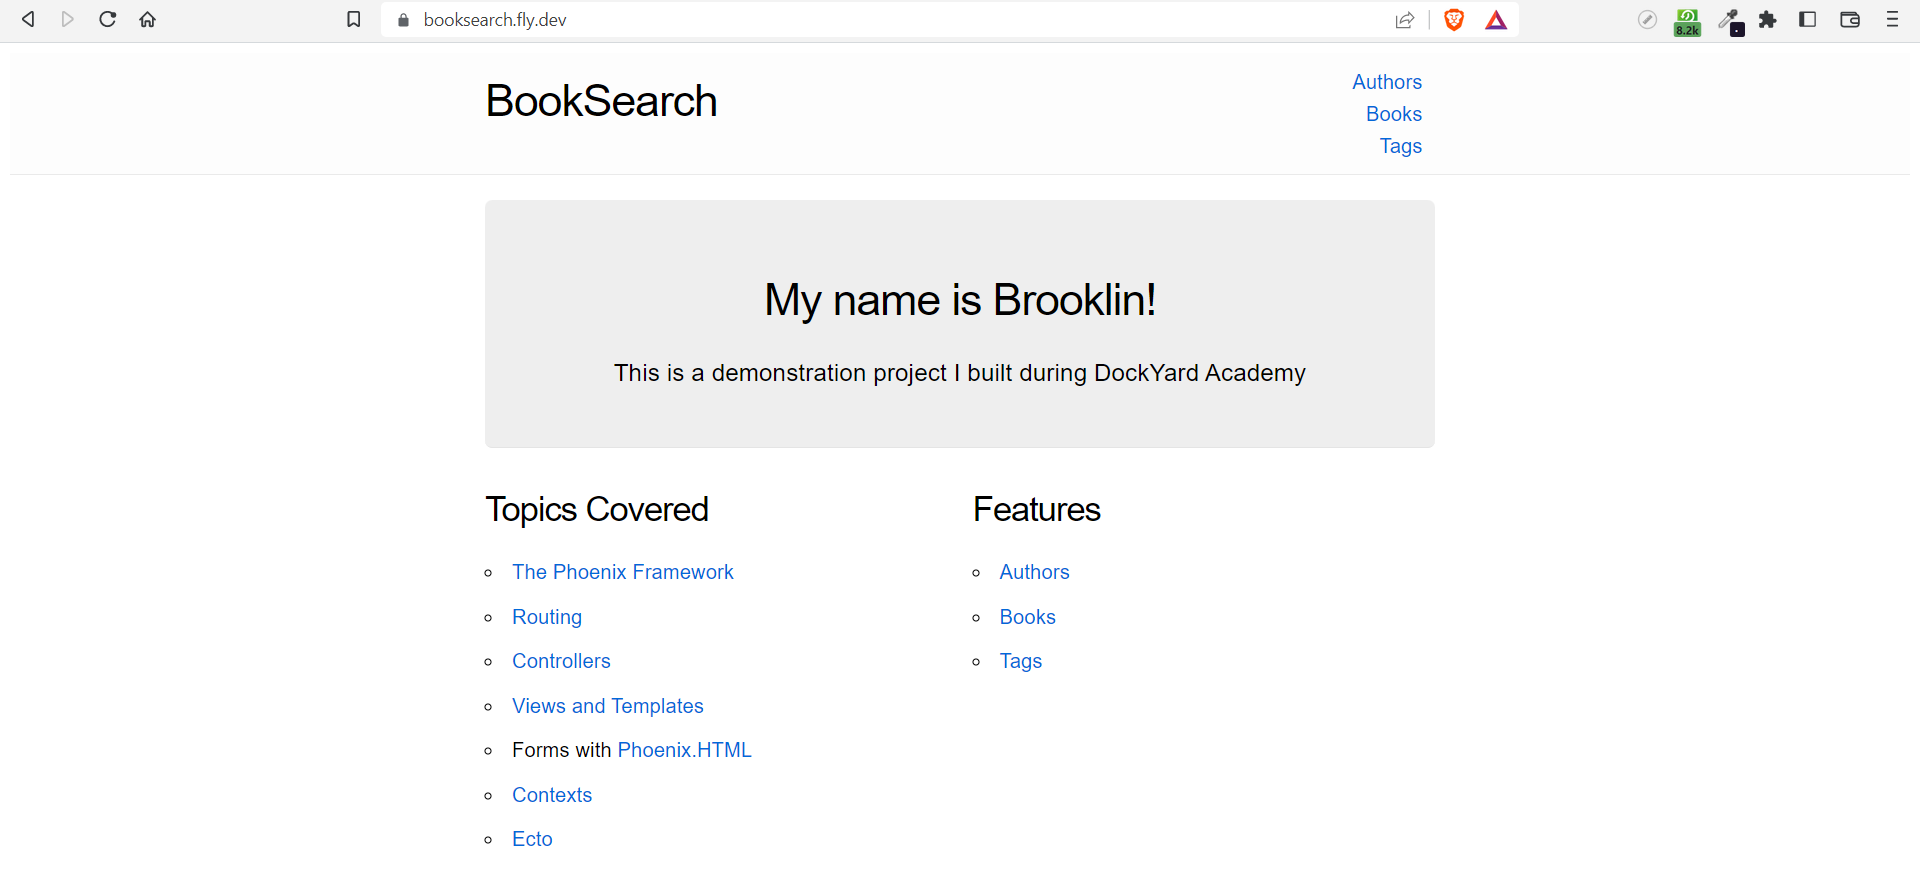 booksearch.fly.dev
8.2k
BookSearch
Authors
Books
Tags
My name is Brooklin!
This is a demonstration project I built during DockYard Academy
Topics Covered
The Phoenix Framework
Routing
Controllers
Views and Templates
Forms with Phoenix.HTML
Contexts
Ecto
Features
Authors
Books
Tags